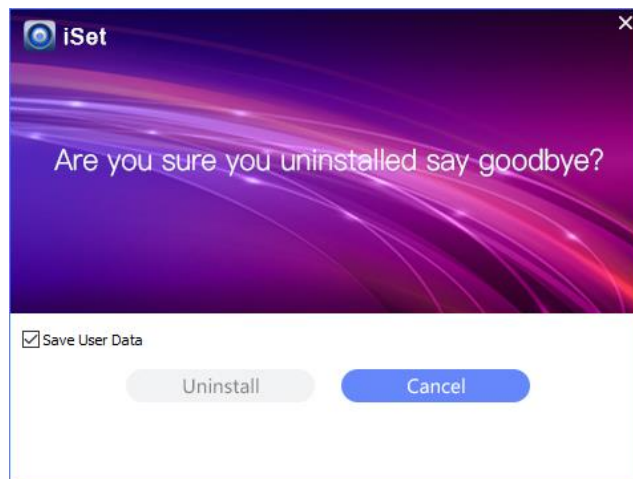 iSet
Are you sure you uninstalled say goodbye?
Save User Data
Uninstall
Cancel